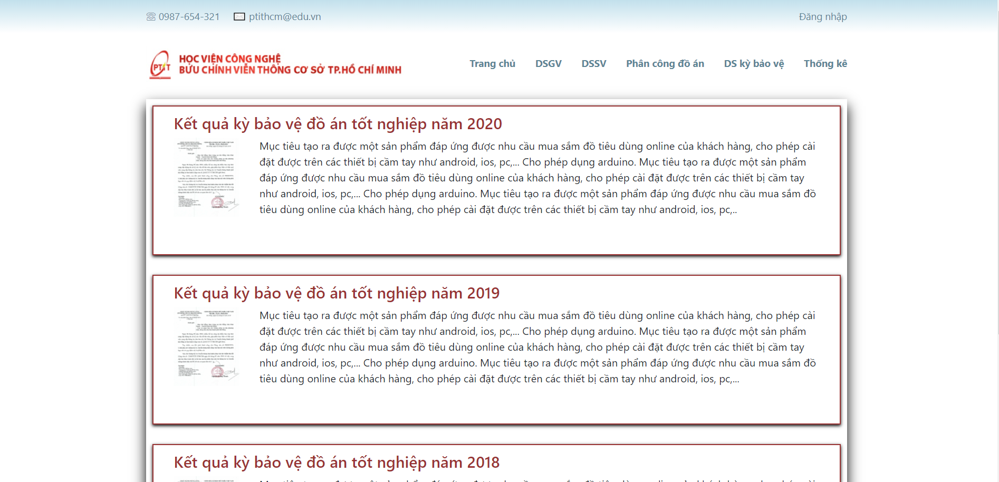 0987-654-321 ptithcm@edu.vn Đăng nhập
PTIT
HỌC VIỆN CÔNG NGHỆ
BƯU CHÍNH VIỄN THÔNG CƠ SỞ TP.HỒ CHÍ MINH
Trang chủ DSGV DSSV Phân công đồ án DS kỳ bảo vệ Thống kê
Kết quả kỳ bảo vệ đồ án tốt nghiệp năm 2020
Mục tiêu tạo ra được một sản phẩm đáp ứng được nhu cầu mua sắm đồ tiêu dùng online của khách hàng, cho phép cài
đặt được trên các thiết bị cầm tay như android, ios, pc,... Cho phép dụng arduino. Mục tiêu tạo ra được một sản phẩm
đáp ứng được nhu cầu mua sắm đồ tiêu dùng online của khách hàng, cho phép cài đặt được trên các thiết bị cầm tay
như android, ios, pc,... Cho phép dụng arduino. Mục tiêu tạo ra được một sản phẩm đáp ứng được nhu cầu mua sắm đồ
tiêu dùng online của khách hàng, cho phép cài đặt được trên các thiết bị cầm tay như android, ios, pc,..
Kết quả kỳ bảo vệ đồ án tốt nghiệp năm 2019
Mục tiêu tạo ra được một sản phẩm đáp ứng được nhu cầu mua sắm đồ tiêu dùng online của khách hàng, cho phép cài
đặt được trên các thiết bị cầm tay như android, ios, pc,... Cho phép dụng arduino. Mục tiêu tạo ra được một sản phẩm
đáp ứng được nhu cầu mua sắm đồ tiêu dùng online của khách hàng, cho phép cài đặt được trên các thiết bị cầm tay
như android, ios, pc,... Cho phép dụng arduino. Mục tiêu tạo ra được một sản phẩm đáp ứng được nhu cầu mua sắm đồ
tiêu dùng online của khách hàng, cho phép cài đặt được trên các thiết bị cầm tay như android, ios, pc,...
Kết quả kỳ bảo vệ đồ án tốt nghiệp năm 2018